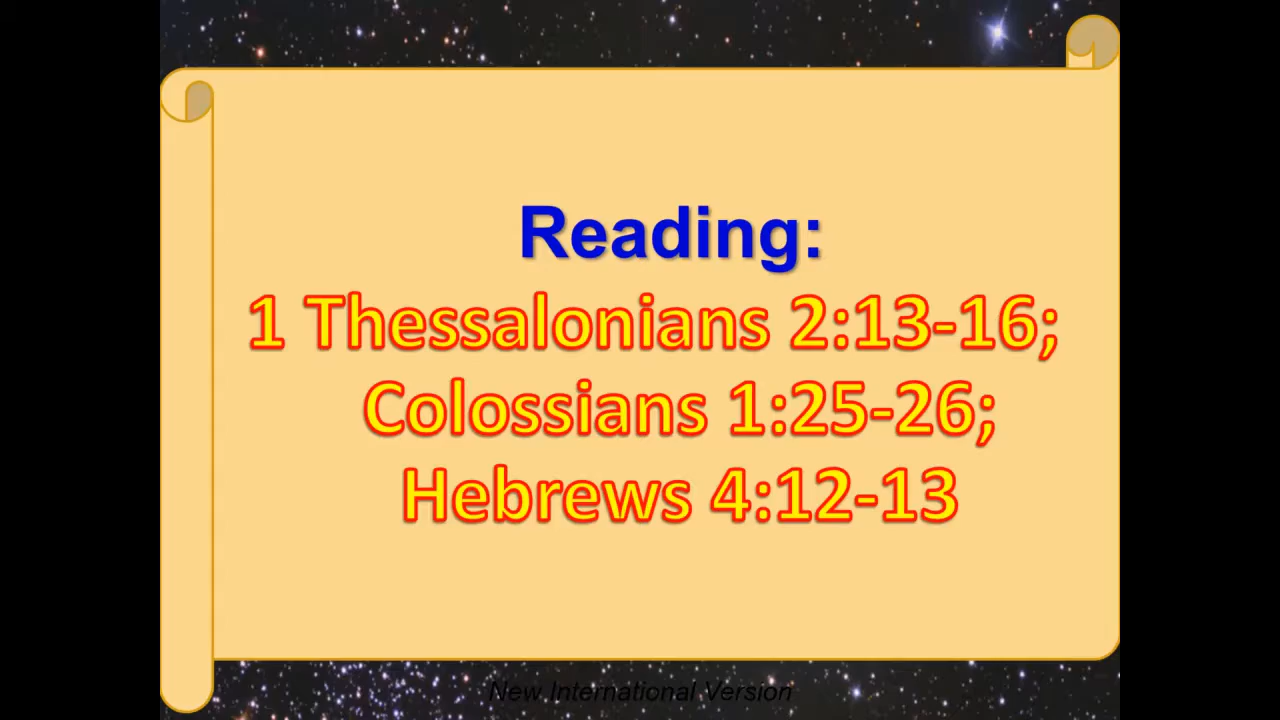 Reading:
1 Thessalonians 2:13-16;
Colossians 1:25-26;
Hebrews 4:12-13
New International Version